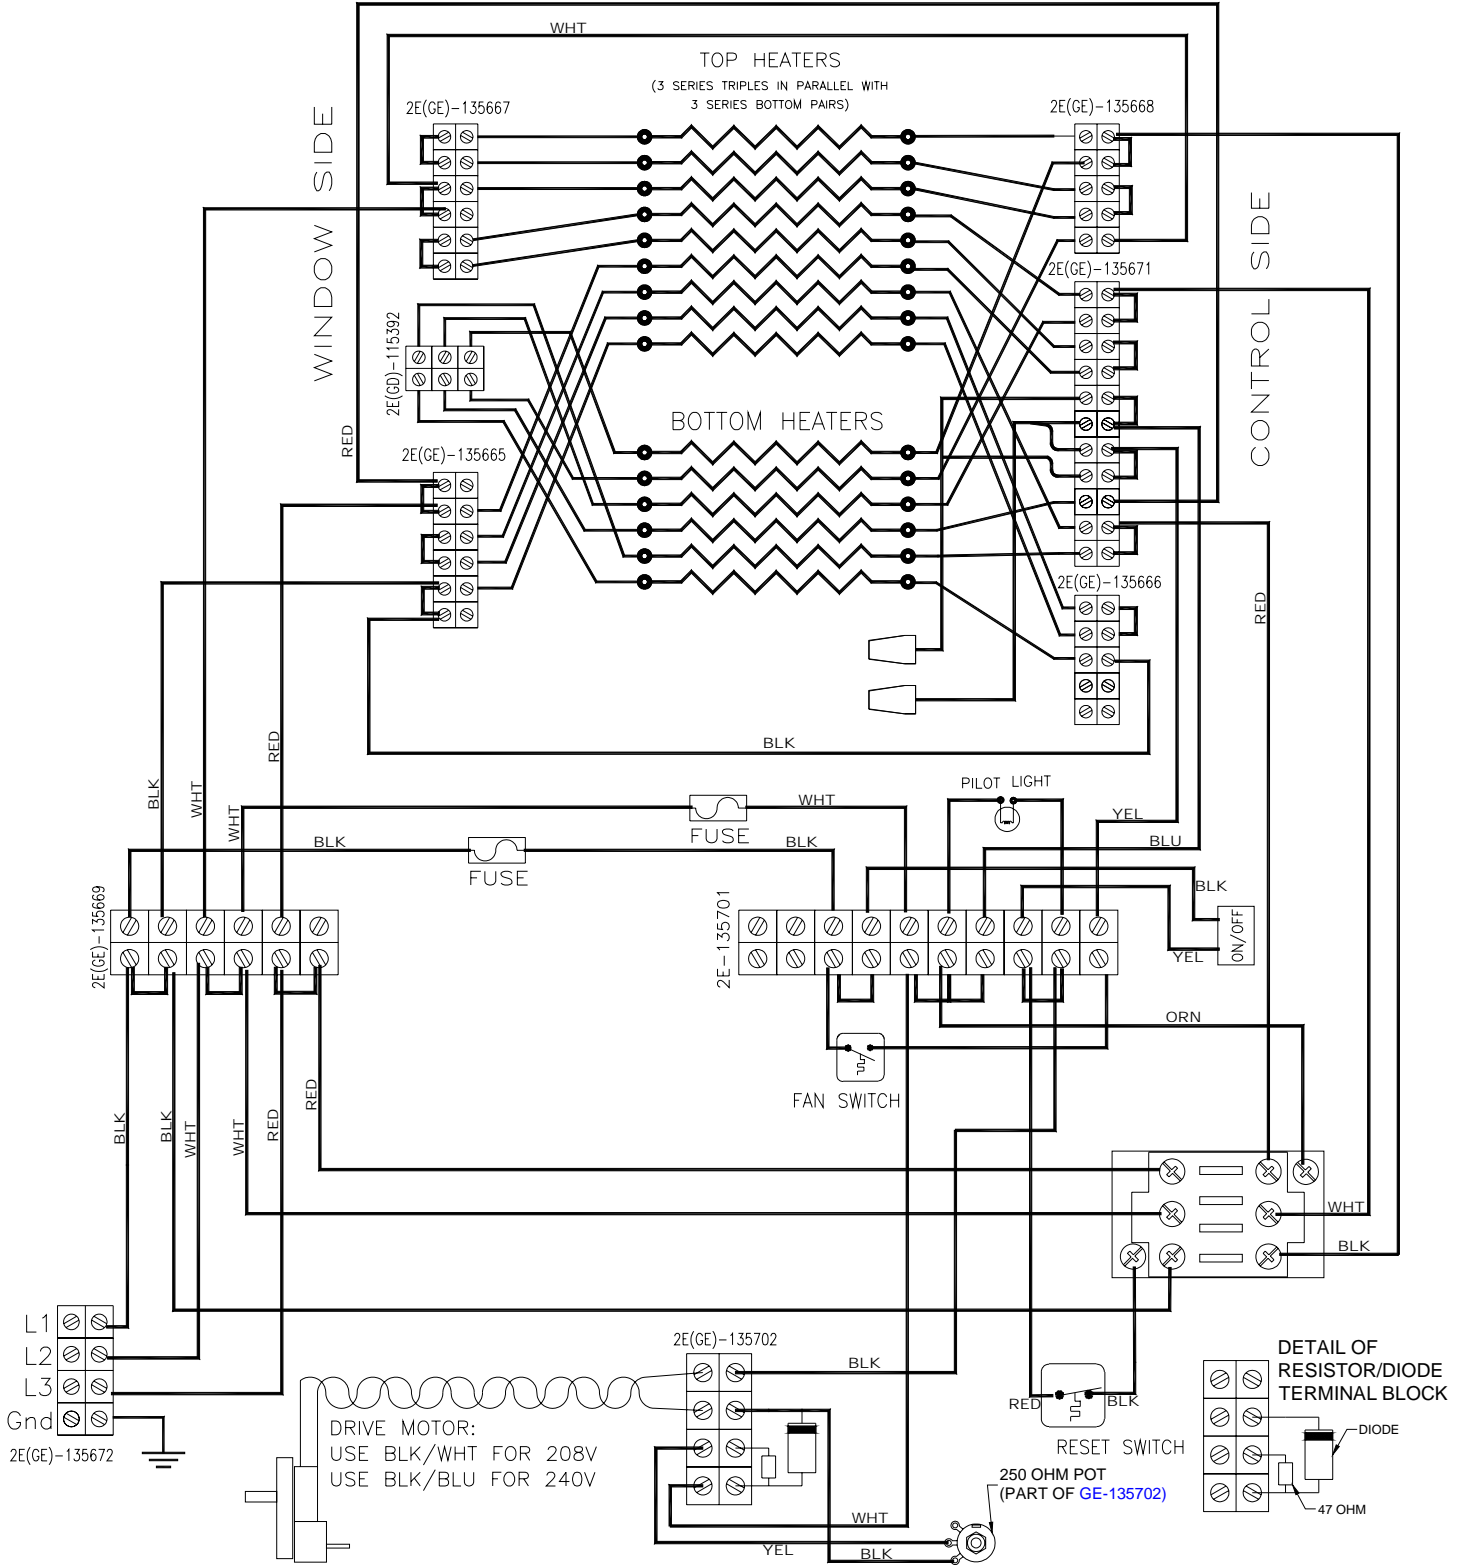 WHT
TOP HEATERS
(3 SERIES TRIPLES IN PARALLEL WITH
3 SERIES BOTTOM PAIRS)
2E(GE)-135667
2E(GE)-135668
WINDOW SIDE
CONTROL SIDE
2E(GE)-135671
2E(GD)-115392
RED
BOTTOM HEATERS
2E(GE)-135665
2E(GE)-135666
RED
BLK
RED
BLK
WHT
WHT
PILOT LIGHT
WHT
FUSE
YEL
BLK
BLK
BLU
FUSE
BLK
2E(GE)-135669
2E-135701
ON/OFF
YEL
ORN
FAN SWITCH
BLK
BLK
WHT
WHT
RED
RED
WHT
BLK
L1
L2
L3
Gnd
2E(GE)-135672
2E(GE)-135702
BLK
DRIVE MOTOR:
USE BLK/WHT FOR 208V
USE BLK/BLU FOR 240V
RED
BLK
RESET SWITCH
DETAIL OF
RESISTOR/DIODE
TERMINAL BLOCK
DIODE
47 OHM
250 OHM POT
(PART OF GE-135702)
WHT
YEL
BLK